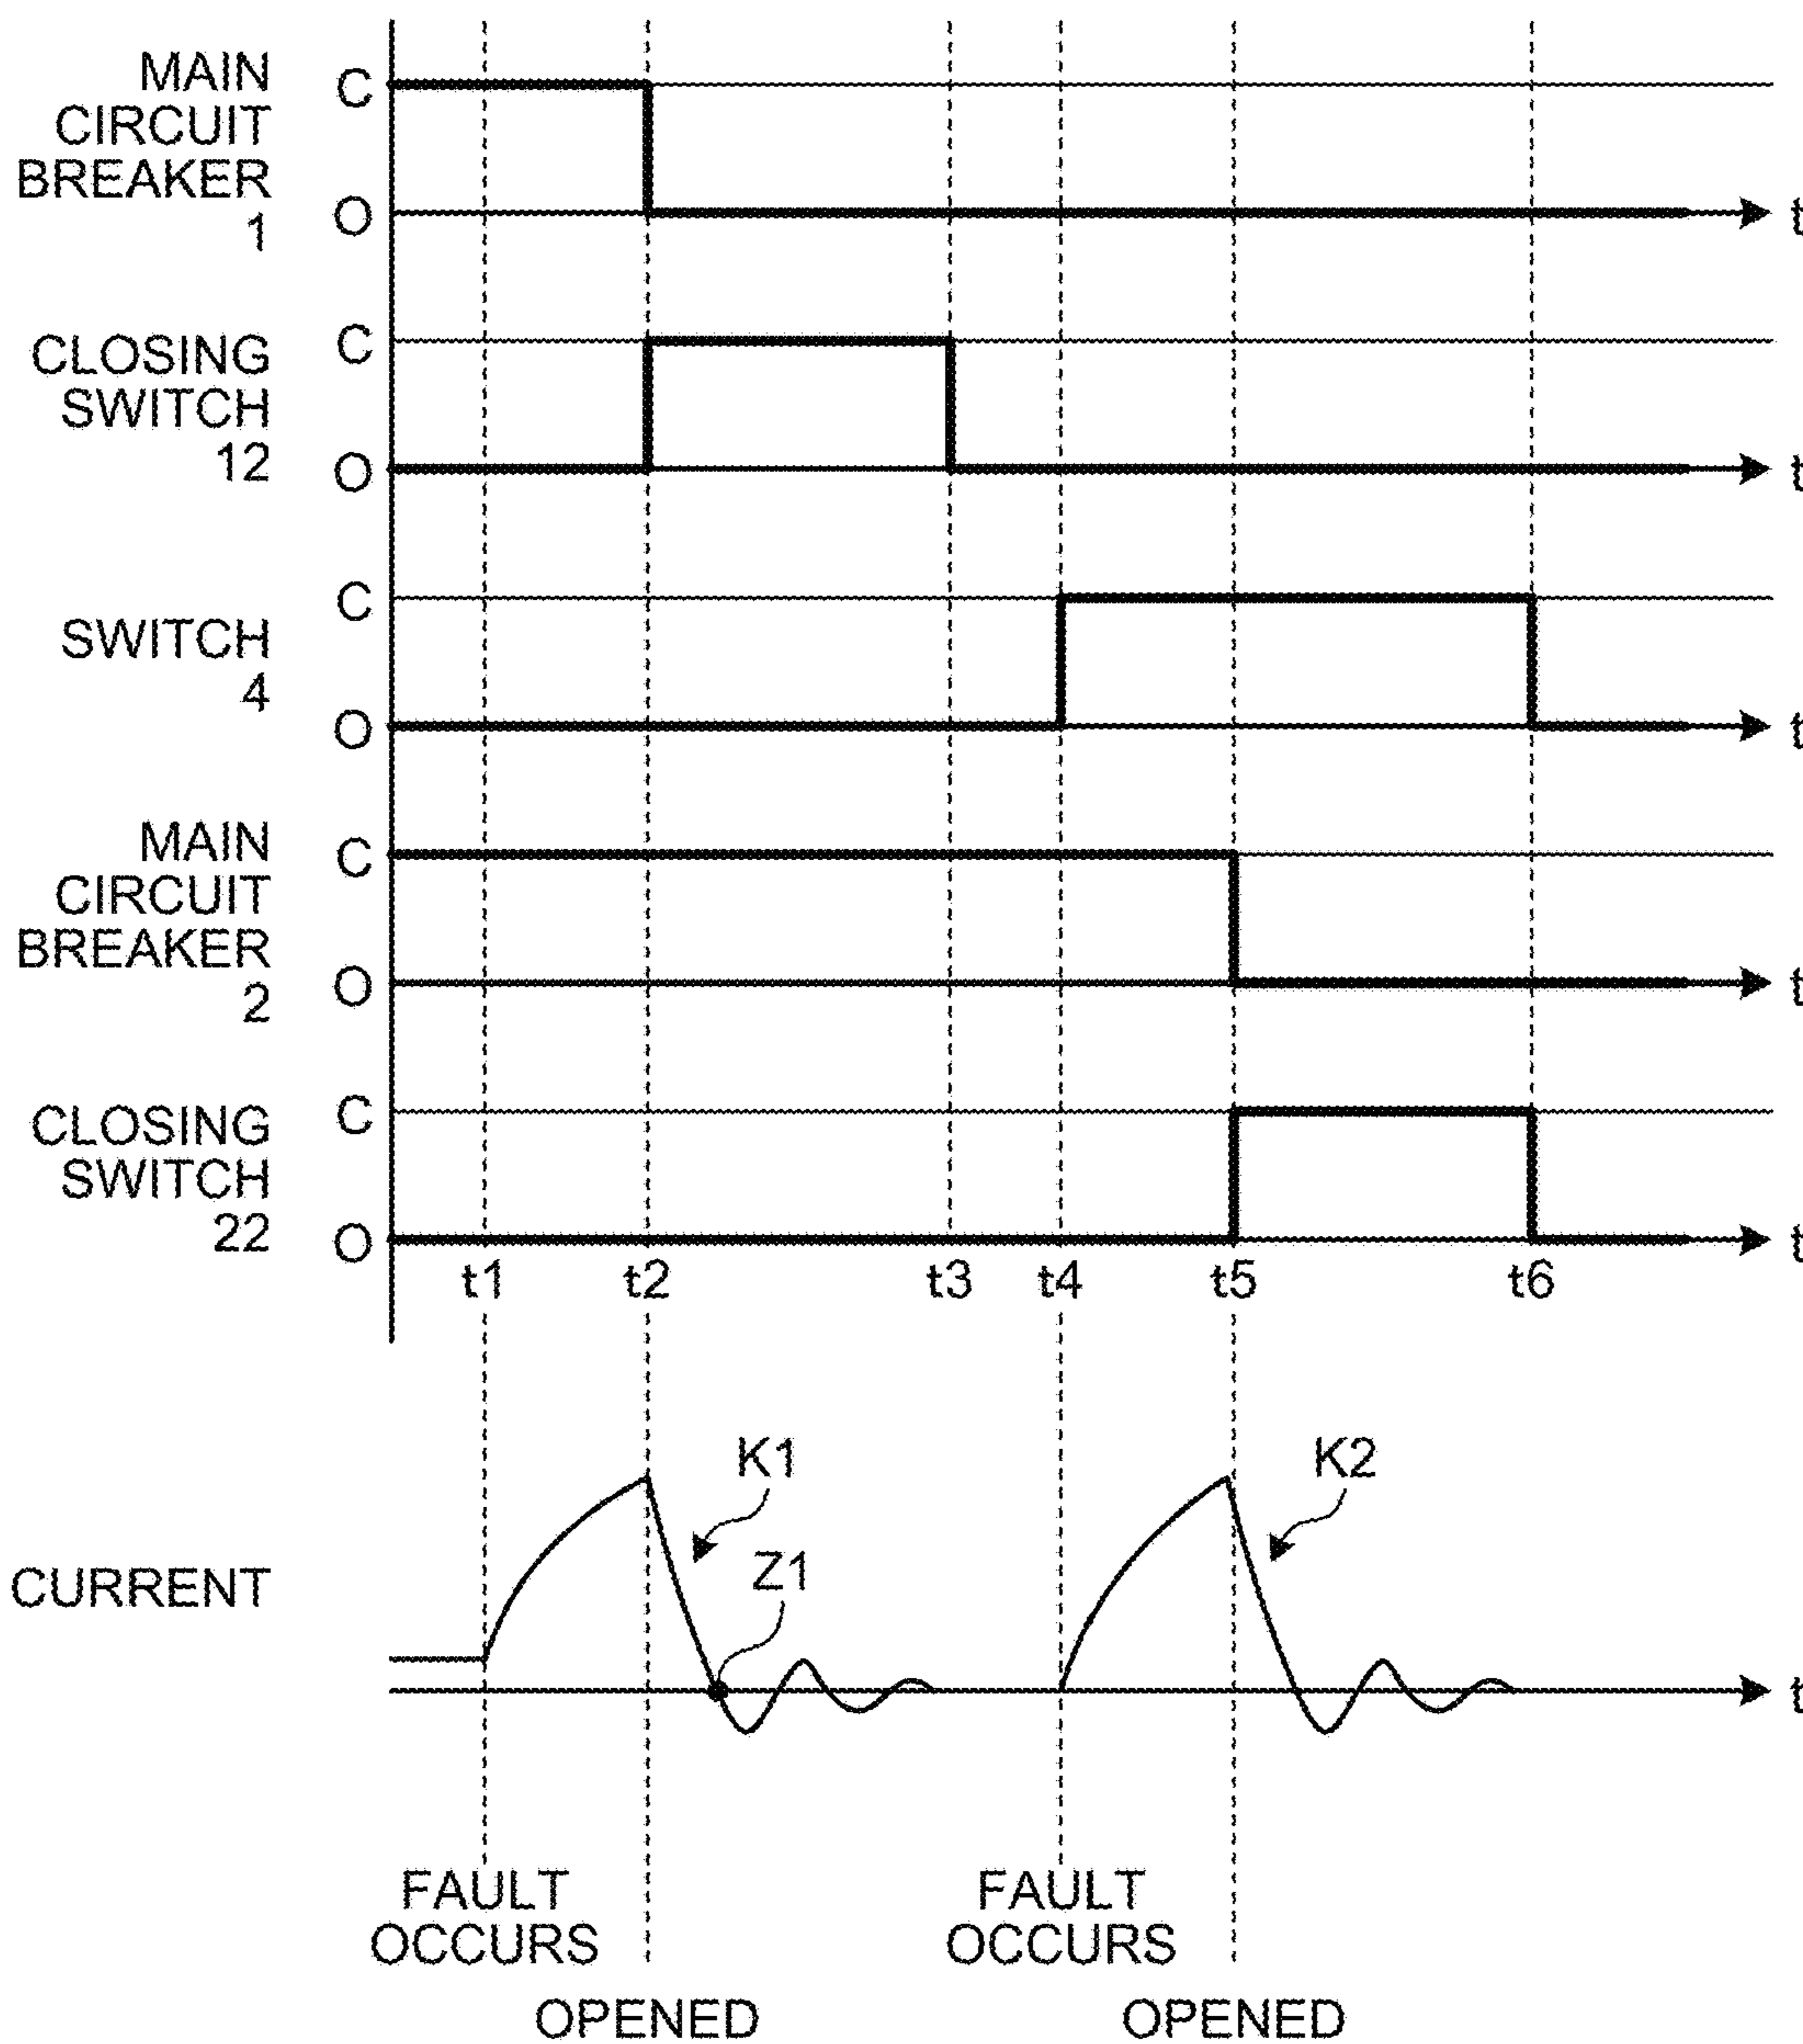 MAIN
CIRCUIT
BREAKER
1
C
O
t
CLOSING
SWITCH
12
C
O
t
SWITCH
4
C
O
t
MAIN
CIRCUIT
BREAKER
2
C
O
t
CLOSING
SWITCH
22
C
O
t
t1 t2 t3 t4 t5 t6
K1 K2
Z1
CURRENT
t
FAULT OCCURS
OPENED
FAULT OCCURS
OPENED